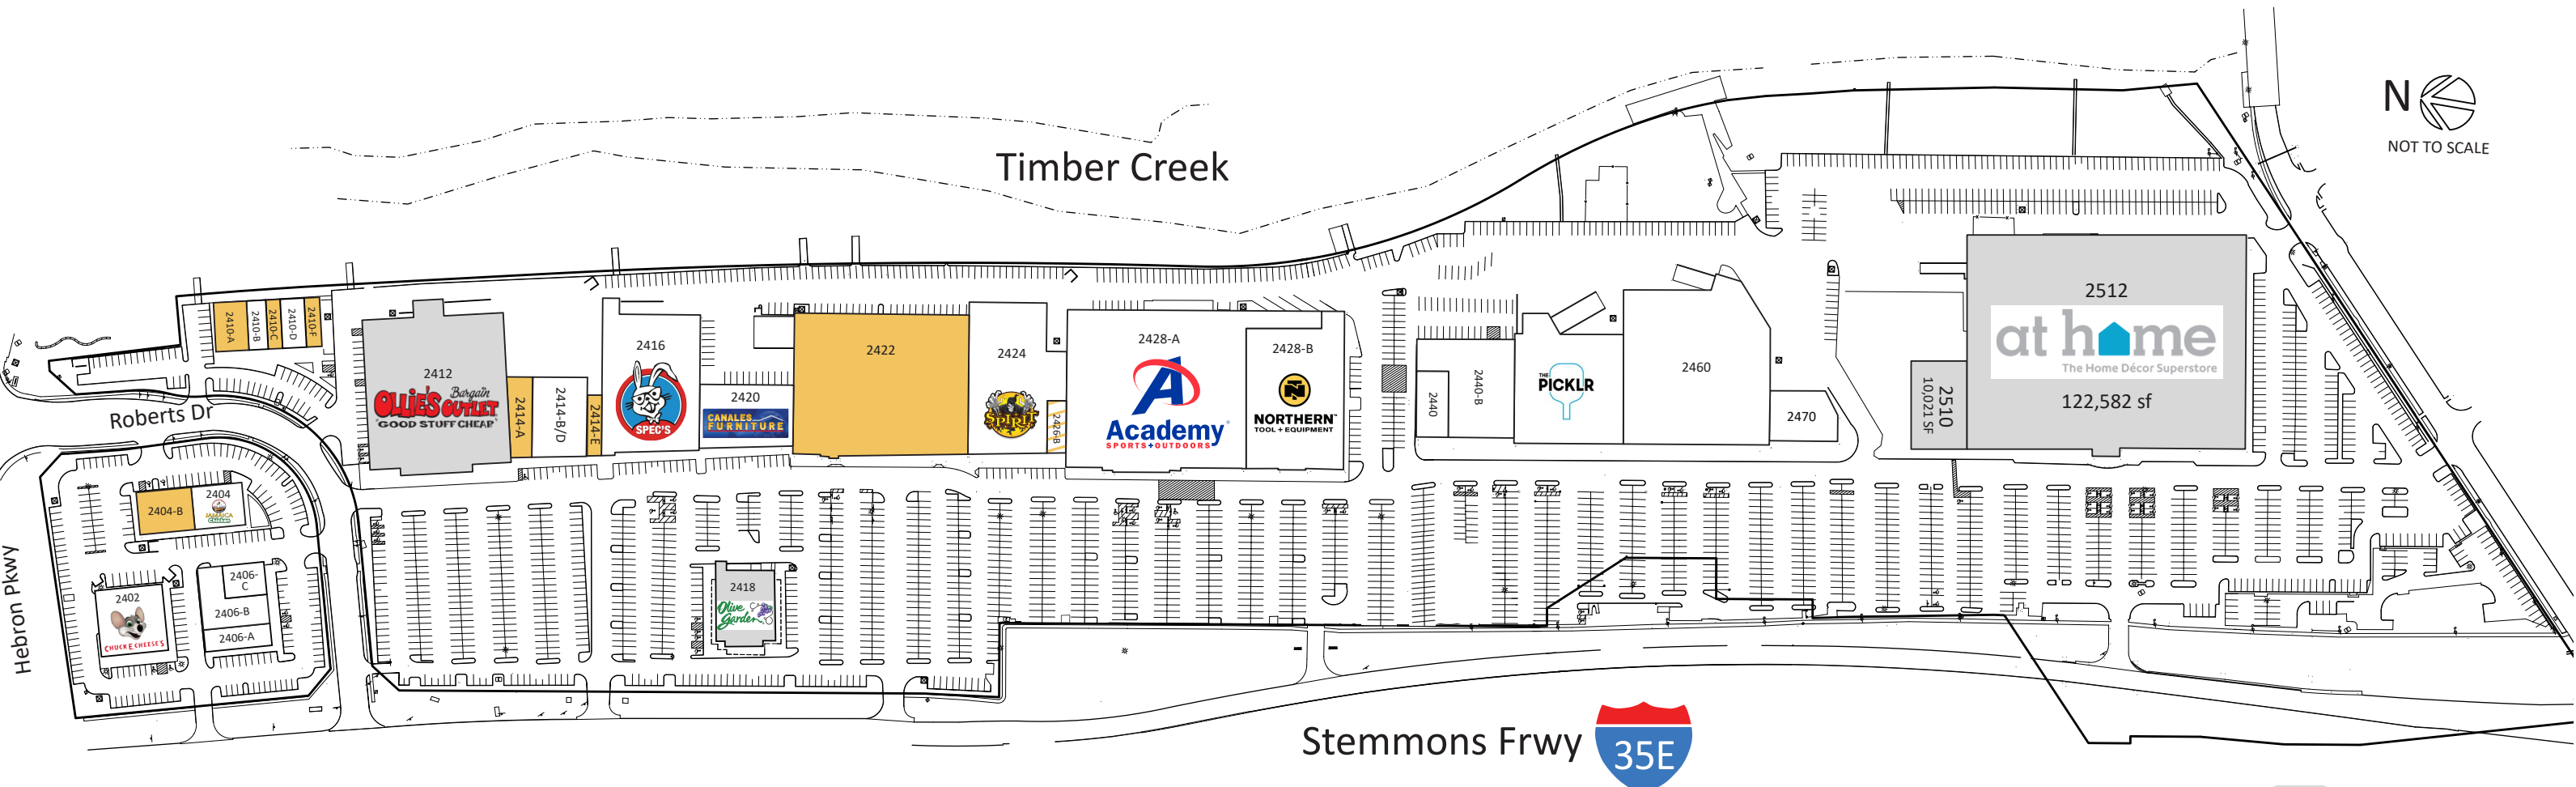 Timber Creek
N
NOT TO SCALE
Hebron Pkwy
Roberts Dr
2410-A
2410-B
2410-C
2410-D
2410-F
2412
OLLIE'S
Bargain
OUTLET
"GOOD STUFF CHEAP"
2414-A
2414-B/D
2414-E
2416
SPEC'S
2420
CANALES
FURNITURE
2422
2424
SPIRIT
2426-B
2428-A
Academy
SPORTS+OUTDOORS
2428-B
NORTHERN
TOOL + EQUIPMENT
2440
2440-B
THE
PICKLR
2460
2470
2510
10,021 SF
2512
at home
The Home Décor Superstore
122,582 sf
2404-B
2404
JAMAICA
Chicken
2402
CHUCK E CHEESE'S
2406-
C
2406-B
2406-A
2418
Olive
Garden
Stemmons Frwy
35E